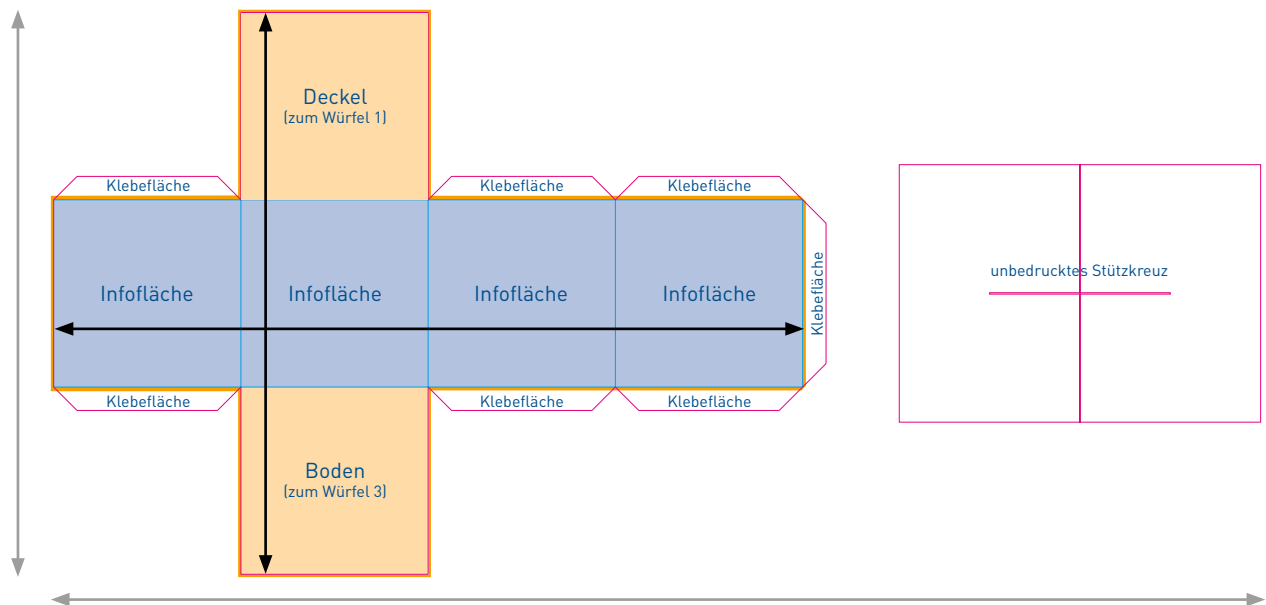 Deckel
(zum Würfel 1)
Klebefläche
Klebefläche
Klebefläche
Infofläche
Infofläche
Infofläche
Infofläche
Klebefläche
unbedrucktes Stützkreuz
Klebefläche
Klebefläche
Klebefläche
Boden
(zum Würfel 3)